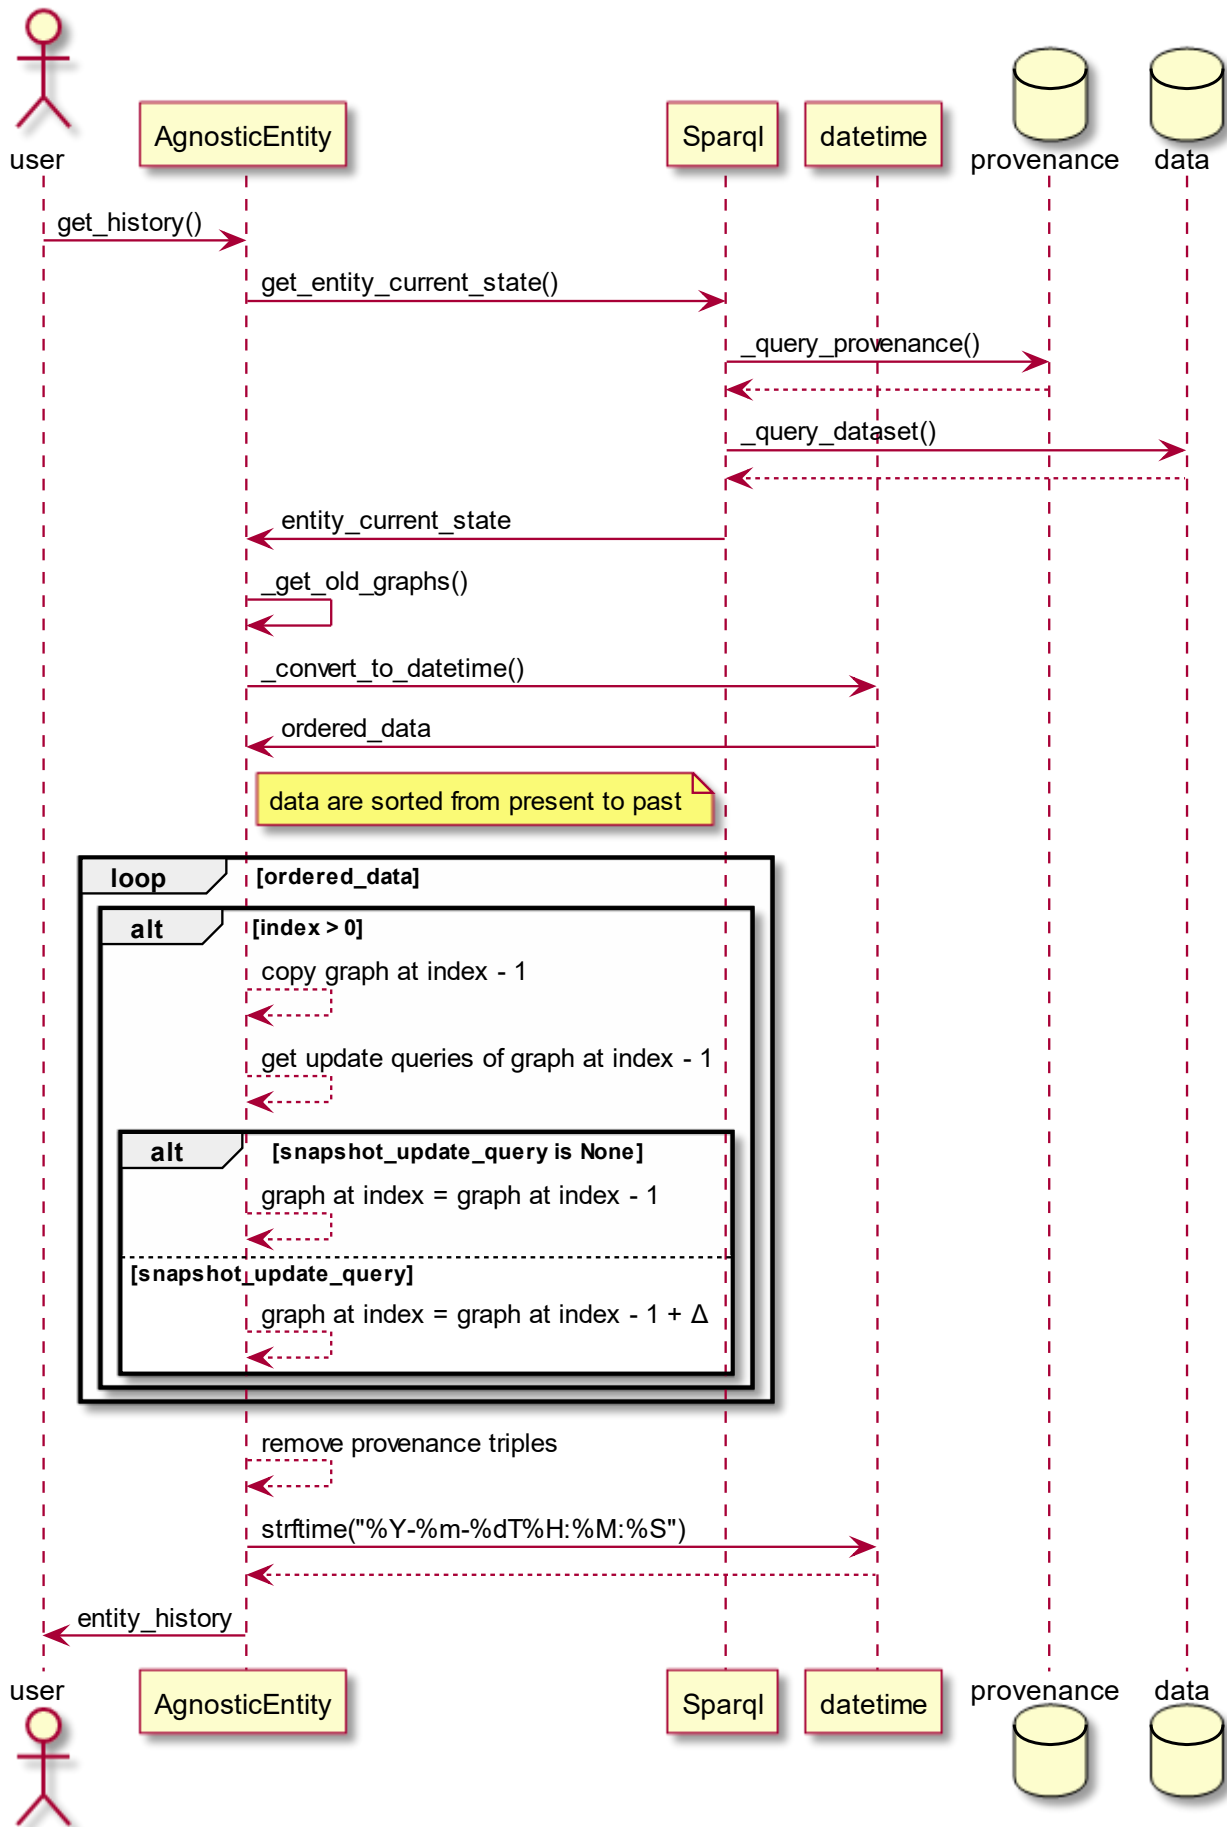 user
AgnosticEntity
Sparql
datetime
provenance
data
get_history()
get_entity_current_state()
_query_provenance()
_query_dataset()
entity_current_state
_get_old_graphs()
_convert_to_datetime()
ordered_data
data are sorted from present to past
loop [ordered_data]
alt [index > 0]
copy graph at index - 1
get update queries of graph at index - 1
alt [snapshot_update_query is None]
graph at index = graph at index - 1
[snapshot_update_query]
graph at index = graph at index - 1 + Δ
remove provenance triples
strftime("%Y-%m-%dT%H:%M:%S")
entity_history
user
AgnosticEntity
Sparql
datetime
provenance
data